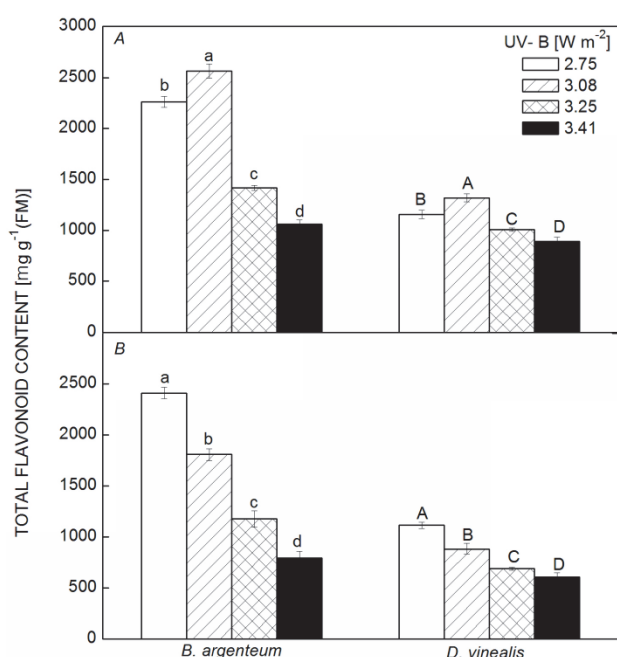 TOTAL FLAVONOID CONTENT [mg g⁻¹(FM)]
A
UV- B [W m⁻²]
2.75
3.08
3.25
3.41
3000
2500
2000
1500
1000
500
0
b
a
c
d
B
A
C
D
B
2500
2000
1500
1000
500
0
a
b
c
d
A
B
C
D
B. argenteum
D. vinealis